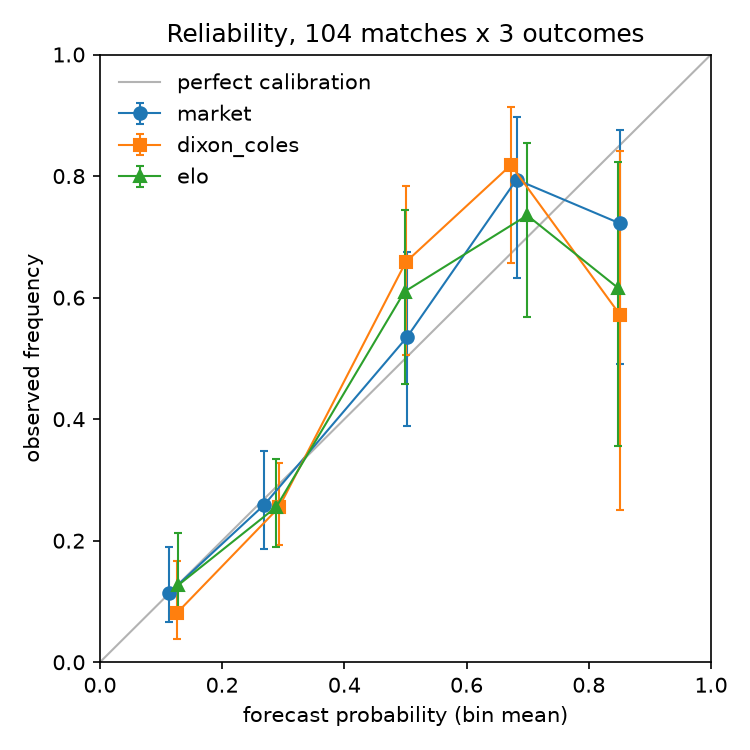 Reliability, 104 matches x 3 outcomes
1.0
0.8
0.6
0.4
0.2
0.0
observed frequency
perfect calibration
market
dixon_coles
elo
0.0 0.2 0.4 0.6 0.8 1.0
forecast probability (bin mean)